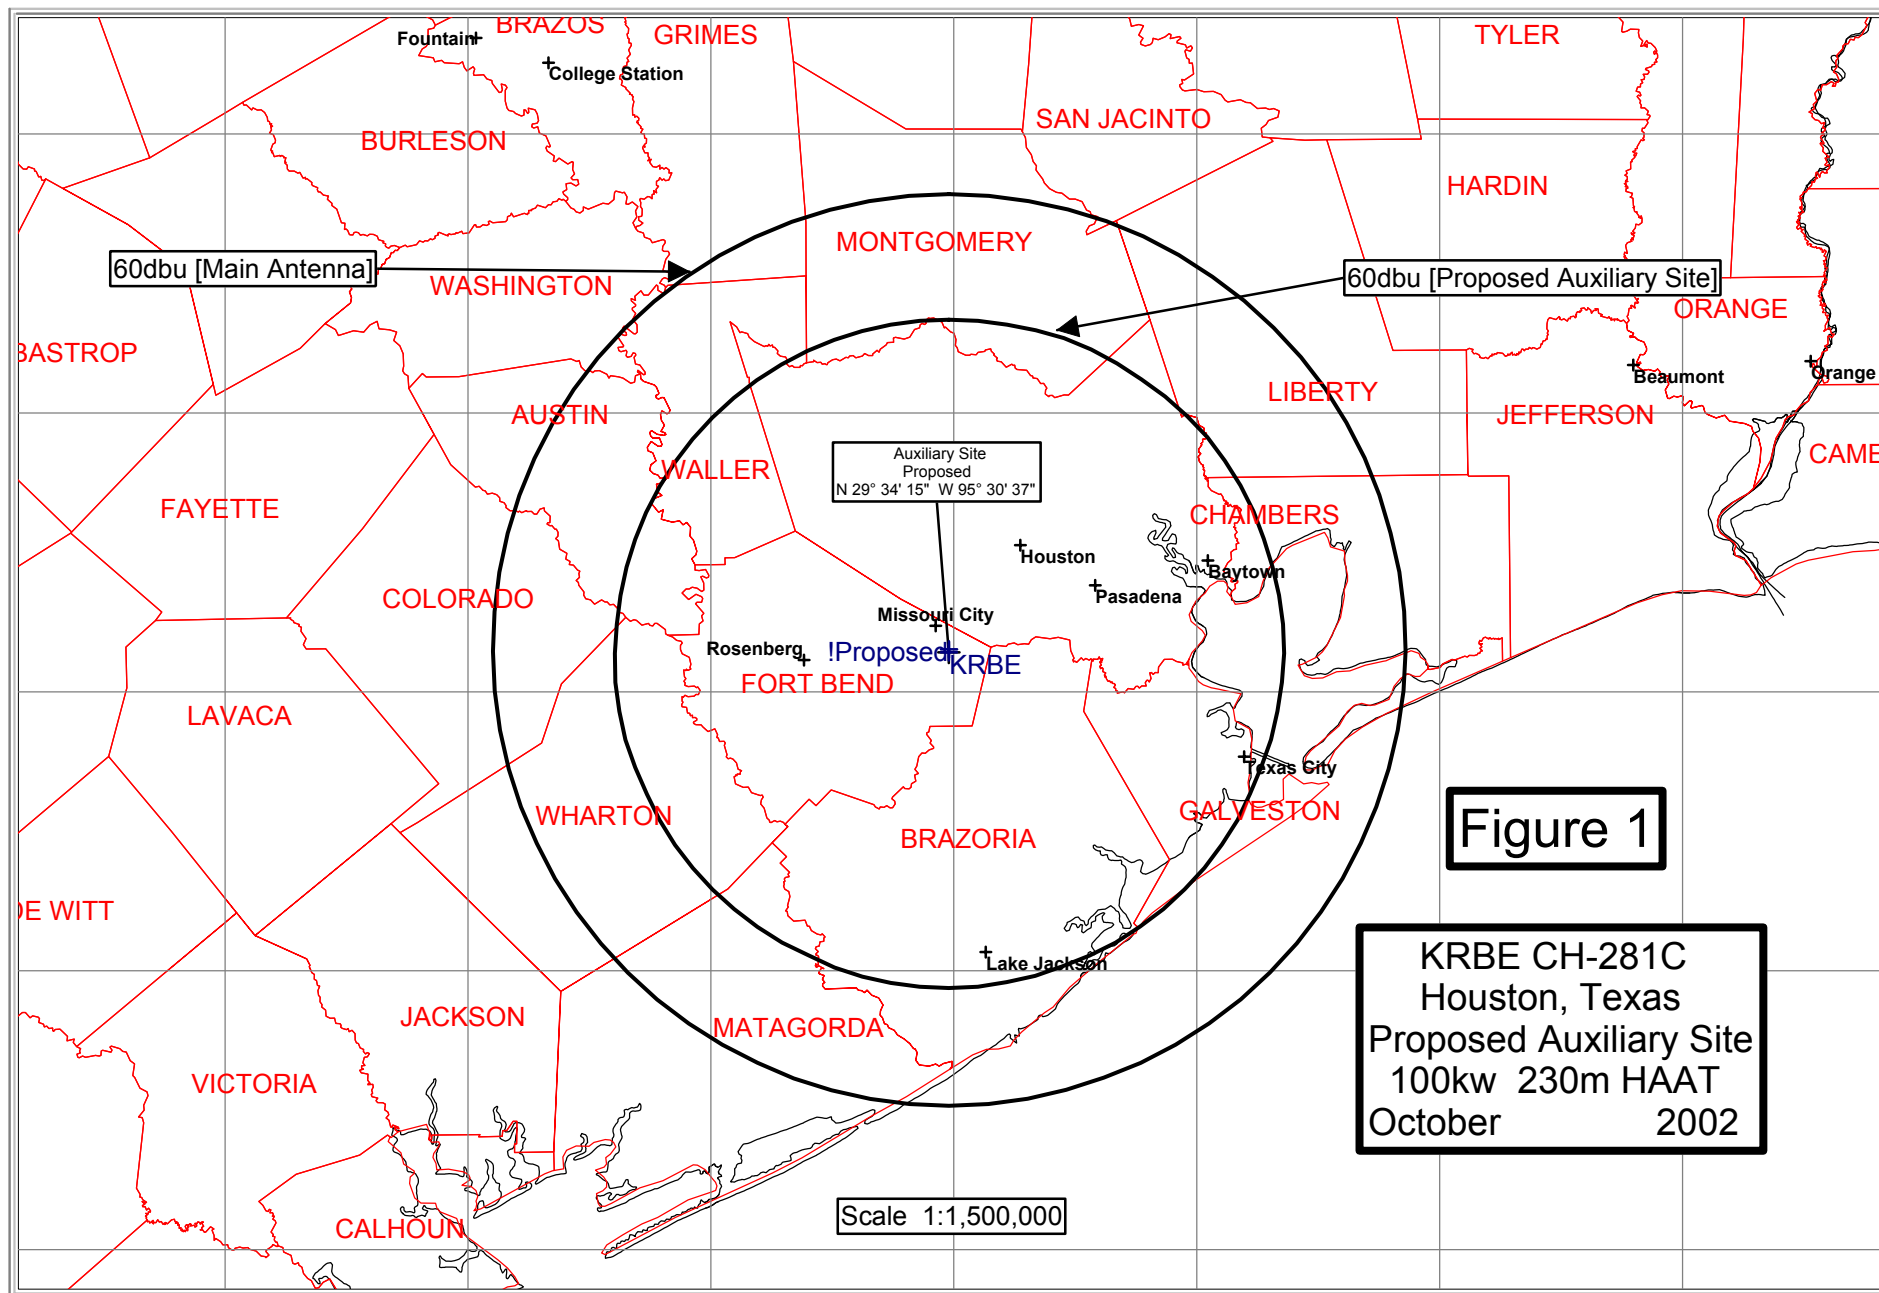 BRAZOS
GRIMES
TYLER
Fountain
College Station
SAN JACINTO
BURLESON
HARDIN
MONTGOMERY
60dbu [Main Antenna]
WASHINGTON
60dbu [Proposed Auxiliary Site]
ORANGE
BASTROP
Beaumont
Orange
LIBERTY
AUSTIN
JEFFERSON
Auxiliary Site
Proposed
N 29° 34' 15" W 95° 30' 37"
WALLER
CAME
FAYETTE
CHAMBERS
Houston
Baytown
COLORADO
Pasadena
Missouri City
Rosenberg
!Proposed
KRBE
FORT BEND
LAVACA
Texas City
WHARTON
GALVESTON
BRAZORIA
Figure 1
DE WITT
Lake Jackson
KRBE CH-281C
Houston, Texas
Proposed Auxiliary Site
100kw 230m HAAT
October 2002
JACKSON
MATAGORDA
VICTORIA
Scale 1:1,500,000
CALHOUN